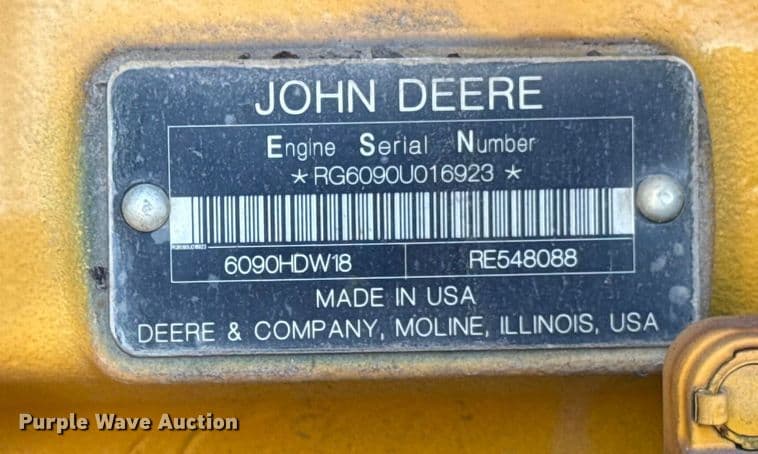 JOHN DEERE
Engine Serial Number
* RG6090U016923 *
6090HDW18 RE548088
MADE IN USA
DEERE & COMPANY, MOLINE, ILLINOIS, USA
Purple Wave Auction